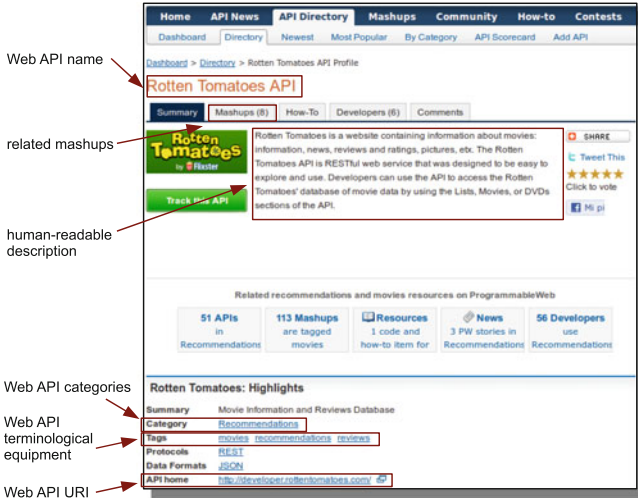 Home API News API Directory Mashups Community How-to Contests
Dashboard Directory Newest Most Popular By Category API Scorecard Add API
Web API name
Dashboard > Directory > Rotten Tomatoes API Profile
Rotten Tomatoes API
Summary Mashups (8) How-To Developers (6) Comments
related mashups
Rotten
Tomatoes
by Flixster
Track this API
Rotten Tomatoes is a website containing information about movies:
information, news, reviews and ratings, pictures, etx. The Rotten
Tomatoes API is RESTful web service that was designed to be easy to
explore and use. Developers can use the API to access the Rotten
Tomatoes' database of movie data by using the Lists, Movies, or DVDs
sections of the API.
SHARE
Tweet This
Click to vote
Mi pi
human-readable
description
Related recommendations and movies resources on ProgrammableWeb
51 APIs 113 Mashups Resources News 56 Developers
in are tagged 1 code and 3 PW stories in use
Recommendations movies how-to item for Recommendations Recommendations
Web API categories
Rotten Tomatoes: Highlights
Summary Movie Information and Reviews Database
Category Recommendations
Web API
terminological
equipment
Tags movies recommendations reviews
Protocols REST
Data Formats JSON
API home http://developer.rottentomatoes.com/
Web API URI